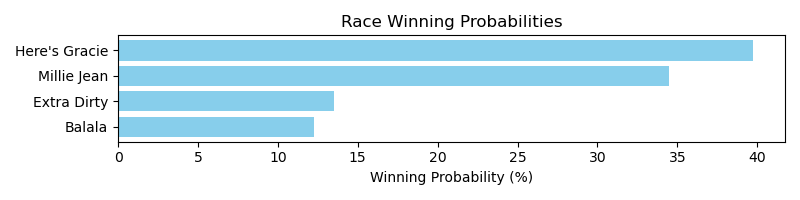 Race Winning Probabilities
Here's Gracie
Millie Jean
Extra Dirty
Balala
0 5 10 15 20 25 30 35 40
Winning Probability (%)